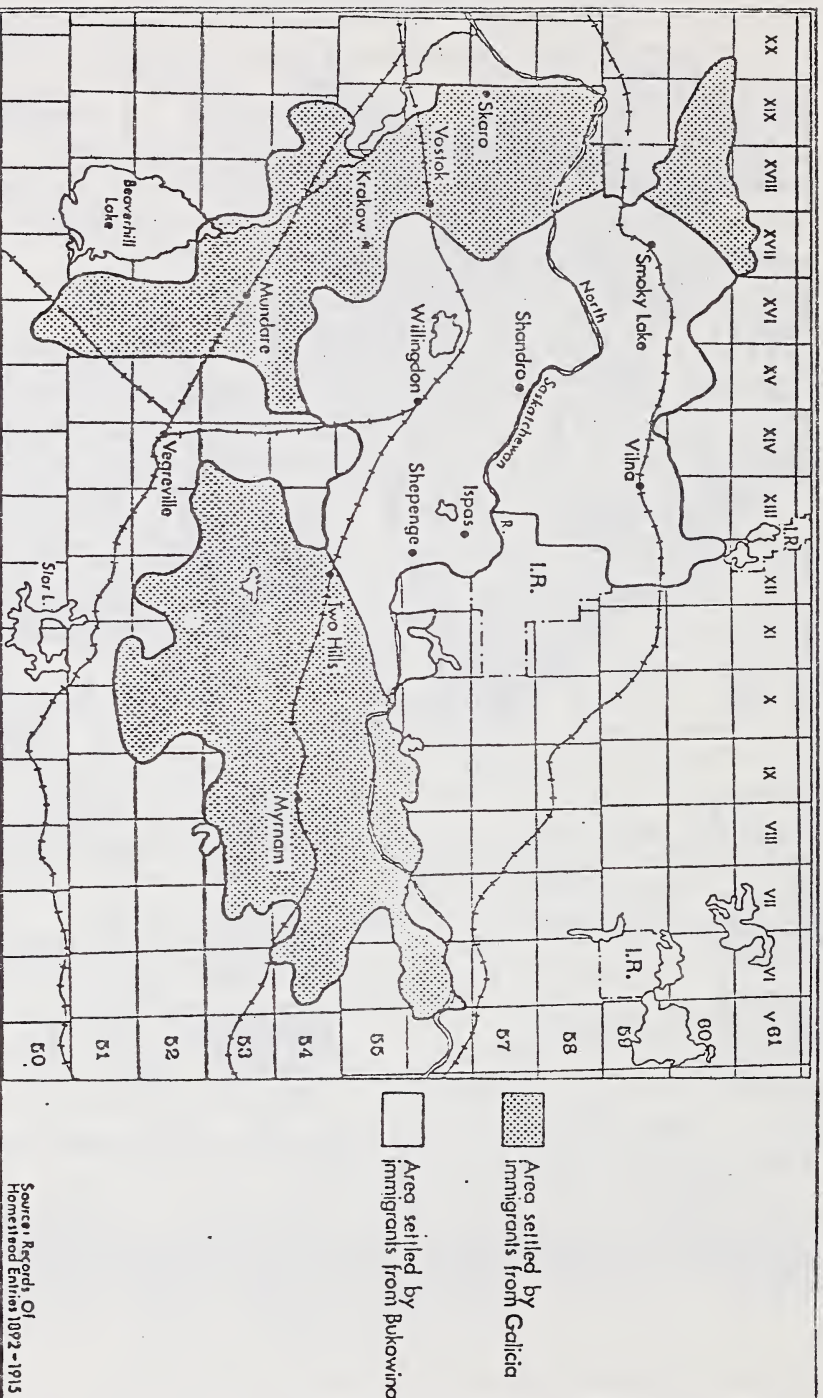 XX
XIX
XVIII
XVII
XVI
XV
XIV
XIII
XII
XI
X
IX
VIII
VII
VI
V
61
60
59
58
57
55
54
53
52
51
50
I.R.
I.R.
I.R.
Smoky Lake
Vilna
North
Saskatchewan
R.
Skaro
Shandro
Ispas
Vostok
Willingdon
Shepenge
Krakow
Two Hills
Mundare
Myrnam
Beaverhill
Lake
Vegreville
Star L.
Area settled by
immigrants from Galicia
Area settled by
immigrants from Bukowina
Source: Records Of
Homestead Entries 1892-1915